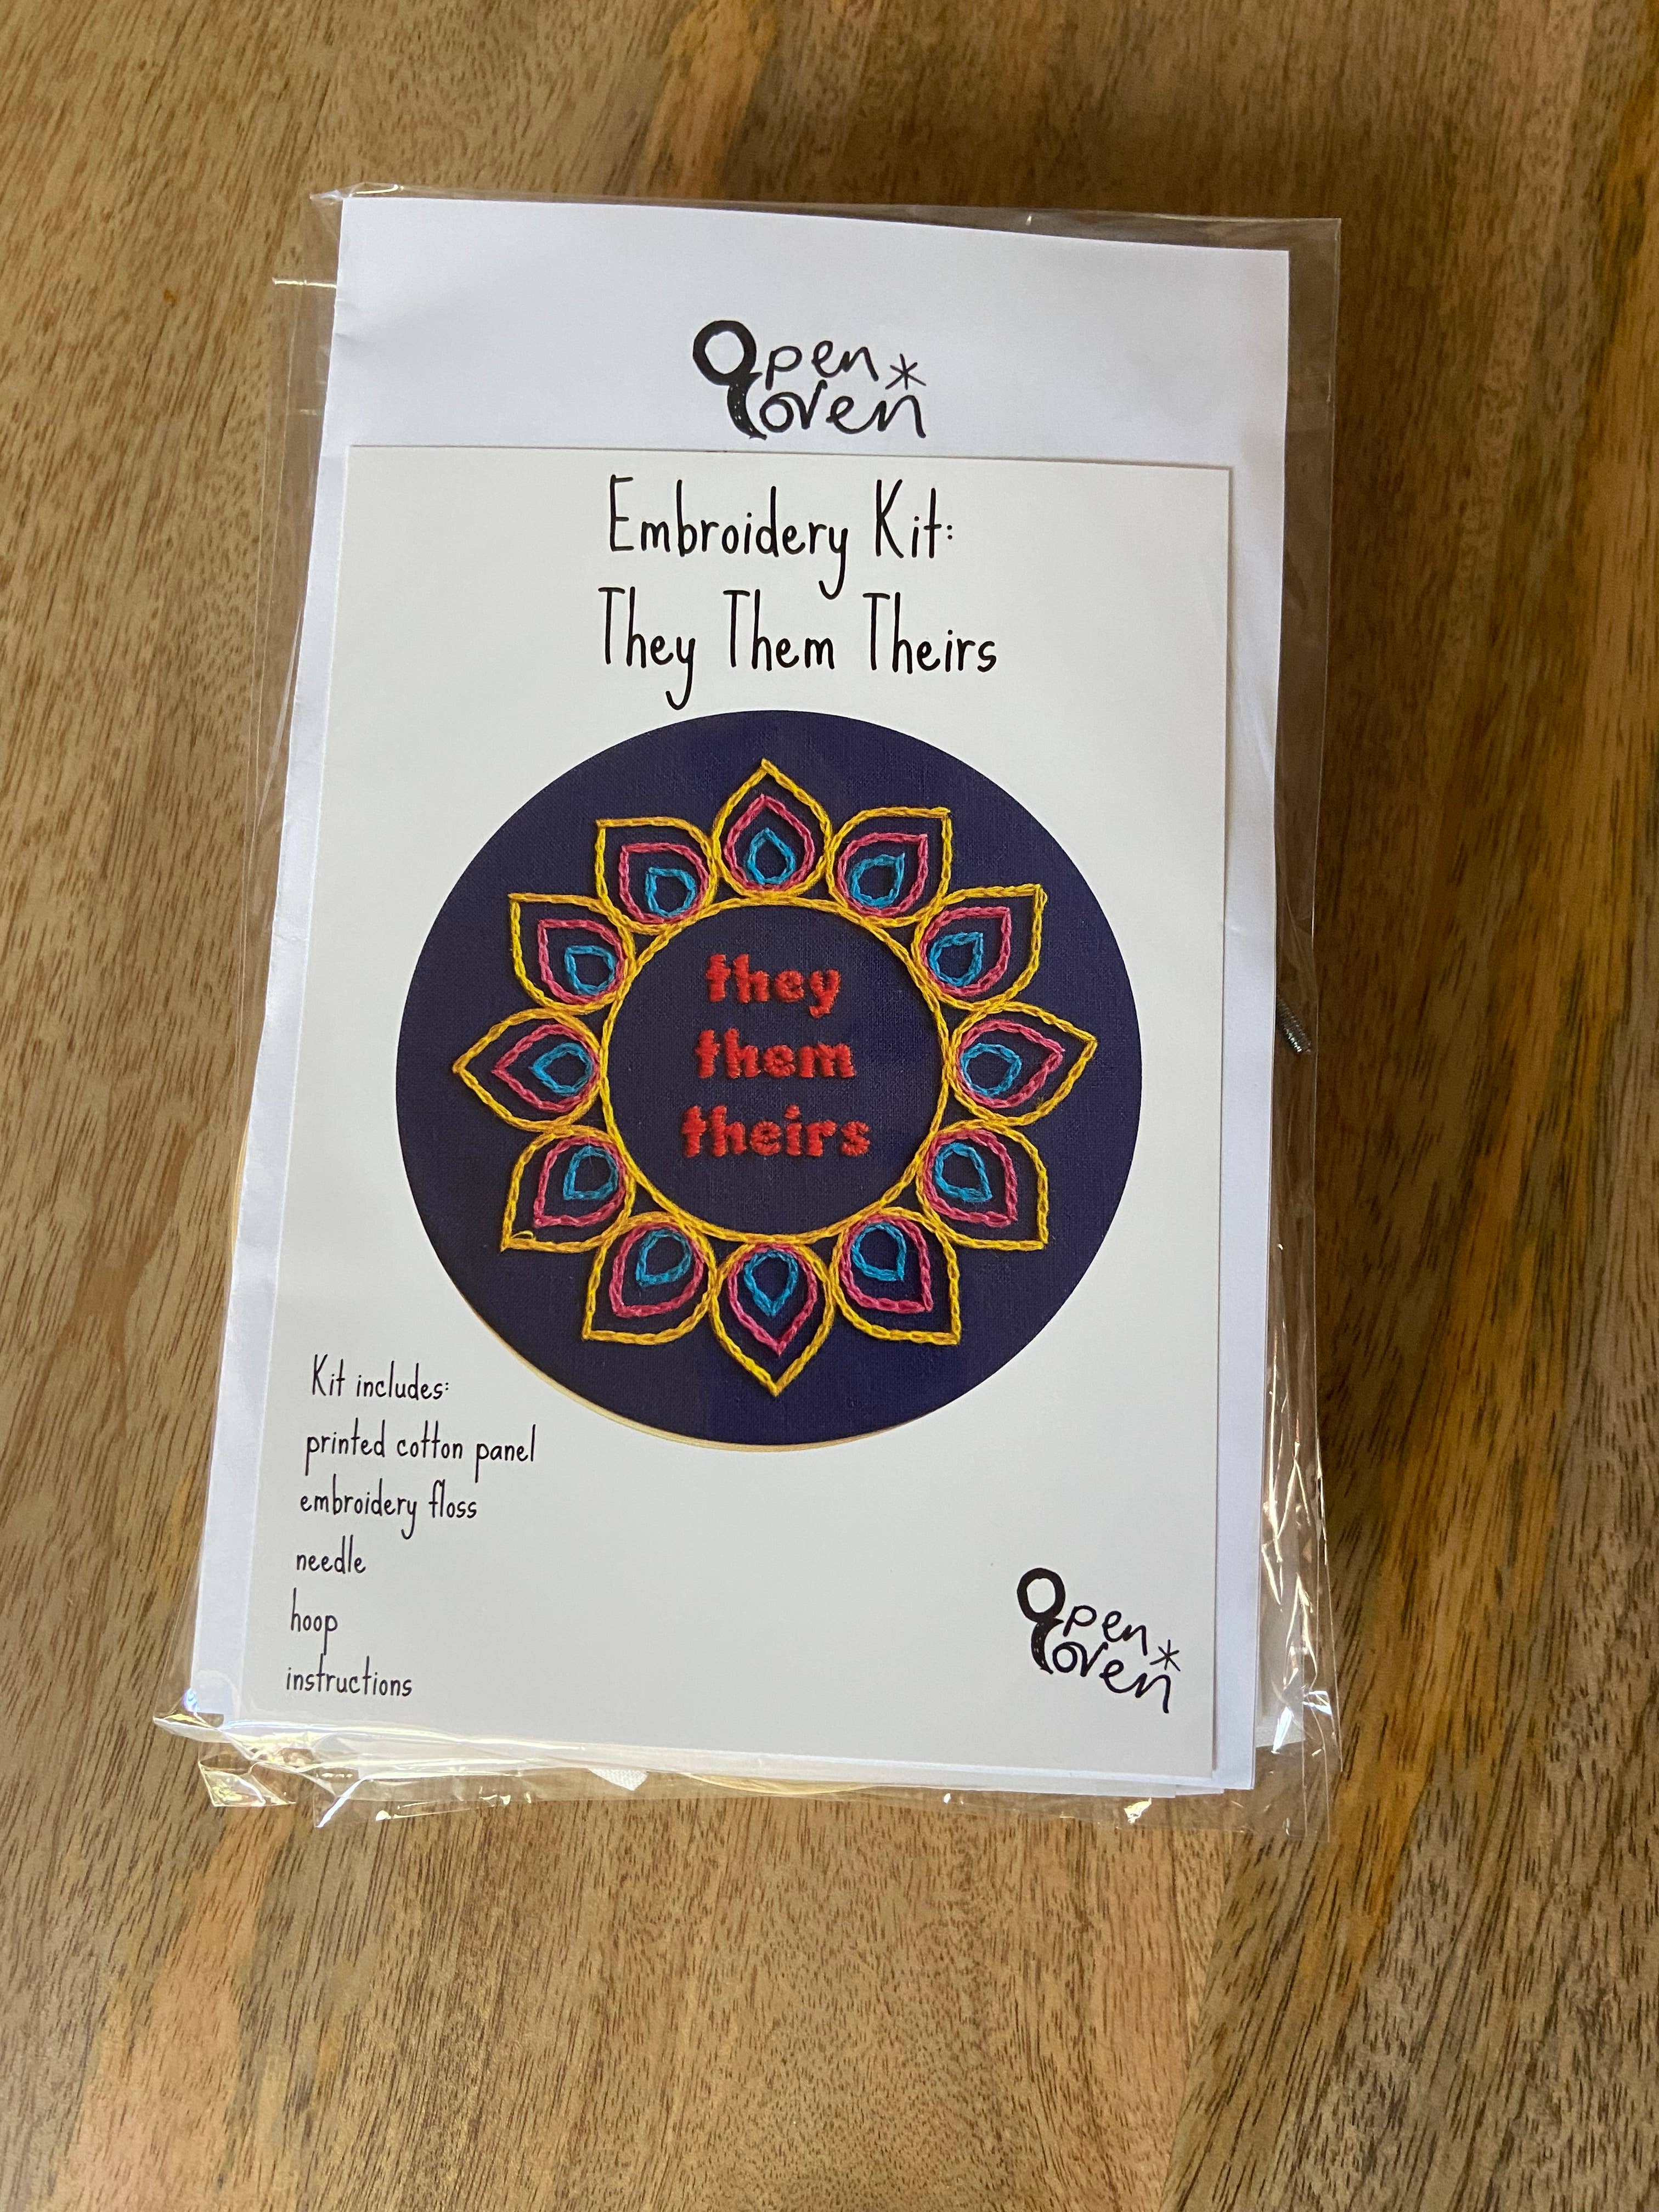 Open*
Oven
Embroidery Kit:
They Them Theirs
they
them
theirs
Kit includes:
printed cotton panel
embroidery floss
needle
hoop
instructions
Open*
Oven